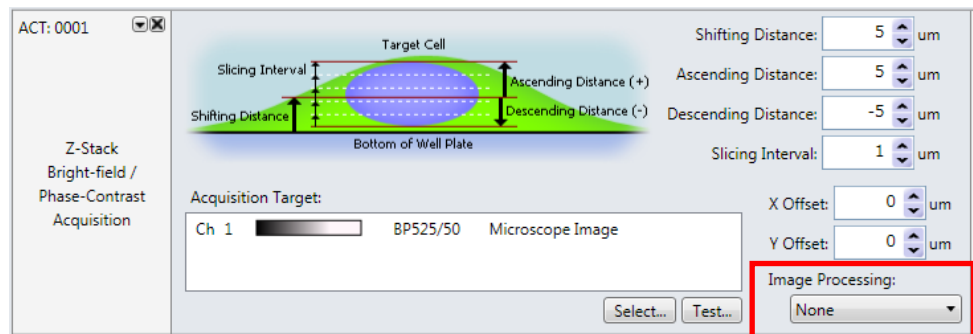 ACT: 0001
Z-Stack
Bright-field /
Phase-Contrast
Acquisition
Target Cell
Slicing Interval
Ascending Distance (+)
Shifting Distance
Descending Distance (-)
Bottom of Well Plate
Shifting Distance: 5 um
Ascending Distance: 5 um
Descending Distance: -5 um
Slicing Interval: 1 um
Acquisition Target:
Ch 1 BP525/50 Microscope Image
X Offset: 0 um
Y Offset: 0 um
Select... Test...
Image Processing:
None